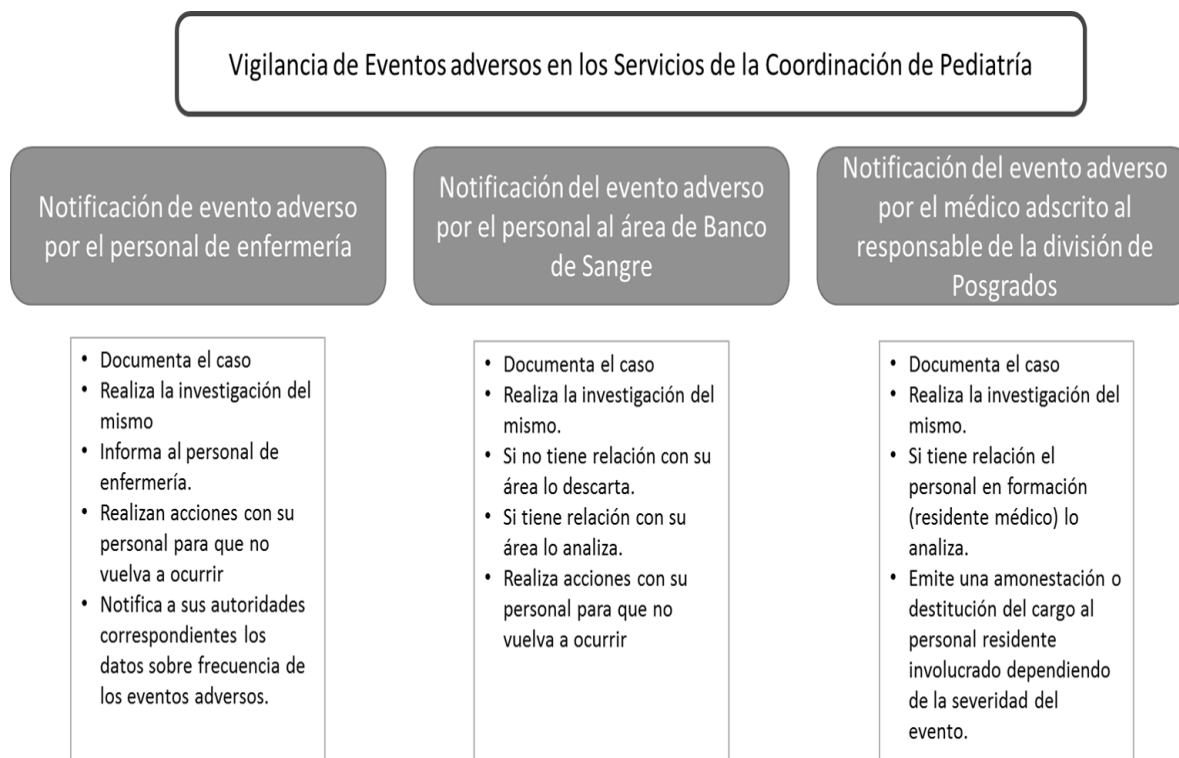 Vigilancia de Eventos adversos en los Servicios de la Coordinación de Pediatría
Notificación de evento adverso
por el personal de enfermería
• Documenta el caso
• Realiza la investigación del
mismo
• Informa al personal de
enfermería.
• Realizan acciones con su
personal para que no
vuelva a ocurrir
• Notifica a sus autoridades
correspondientes los
datos sobre frecuencia de
los eventos adversos.
Notificación del evento adverso
por el personal al área de Banco
de Sangre
• Documenta el caso
• Realiza la investigación del
mismo.
• Si no tiene relación con su
área lo descarta.
• Si tiene relación con su
área lo analiza.
• Realiza acciones con su
personal para que no
vuelva a ocurrir
Notificación del evento adverso
por el médico adscrito al
responsable de la división de
Posgrados
• Documenta el caso
• Realiza la investigación del
mismo.
• Si tiene relación el
personal en formación
(residente médico) lo
analiza.
• Emite una amonestación o
destitución del cargo al
personal residente
involucrado dependiendo
de la severidad del
evento.